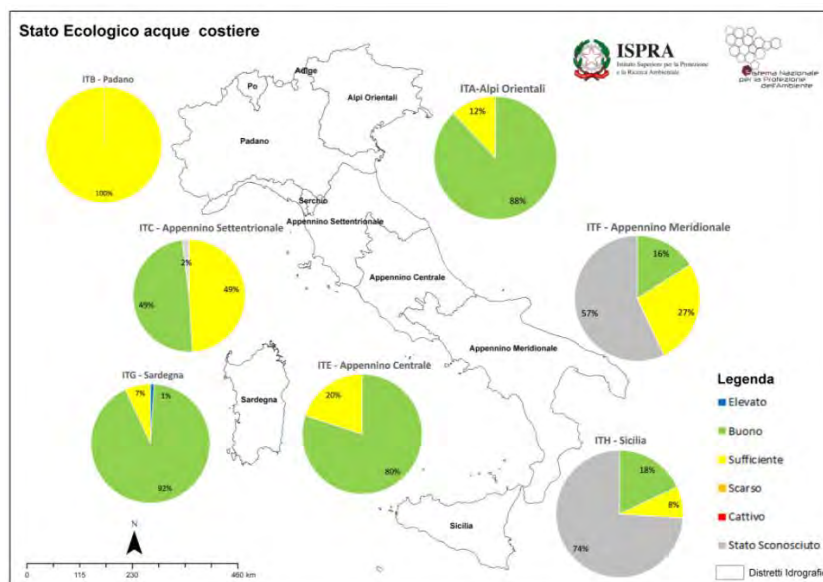 Stato Ecologico acque costiere
ISPRA
Istituto Superiore per la Protezione
e la Ricerca Ambientale
Sistema Nazionale
per la Protezione
dell'Ambiente
ITB - Padano
100%
Adige
Po
Alpi Orientali
Padano
ITA-Alpi Orientali
12%
88%
Serchio
Appennino Settentrionale
ITC - Appennino Settentrionale
2%
49%
49%
Appennino Centrale
ITF - Appennino Meridionale
16%
57%
27%
Appennino Meridionale
ITG - Sardegna
7%
1%
92%
Sardegna
ITE - Appennino Centrale
20%
80%
Legenda
Elevato
Buono
Sufficiente
Scarso
Cattivo
Stato Sconosciuto
Distretti Idrografic
ITH - Sicilia
18%
8%
74%
Sicilia
N
0 115 230 460 km